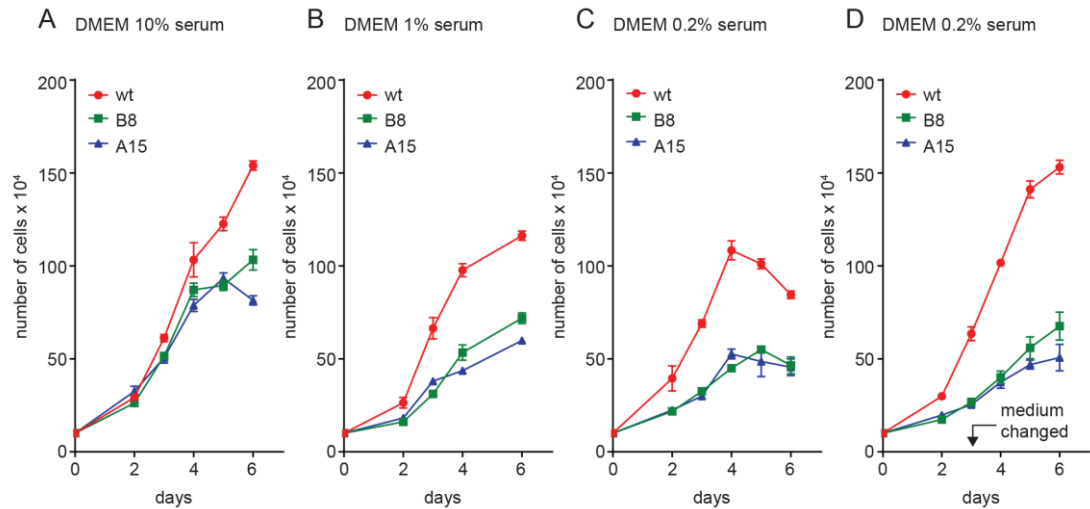 A DMEM 10% serum
B DMEM 1% serum
C DMEM 0.2% serum
D DMEM 0.2% serum
200
150
100
50
0
number of cells x 10⁴
wt
B8
A15
0 2 4 6
days
200
150
100
50
0
number of cells x 10⁴
wt
B8
A15
0 2 4 6
days
200
150
100
50
0
number of cells x 10⁴
wt
B8
A15
0 2 4 6
days
200
150
100
50
0
number of cells x 10⁴
wt
B8
A15
medium
changed
0 2 4 6
days